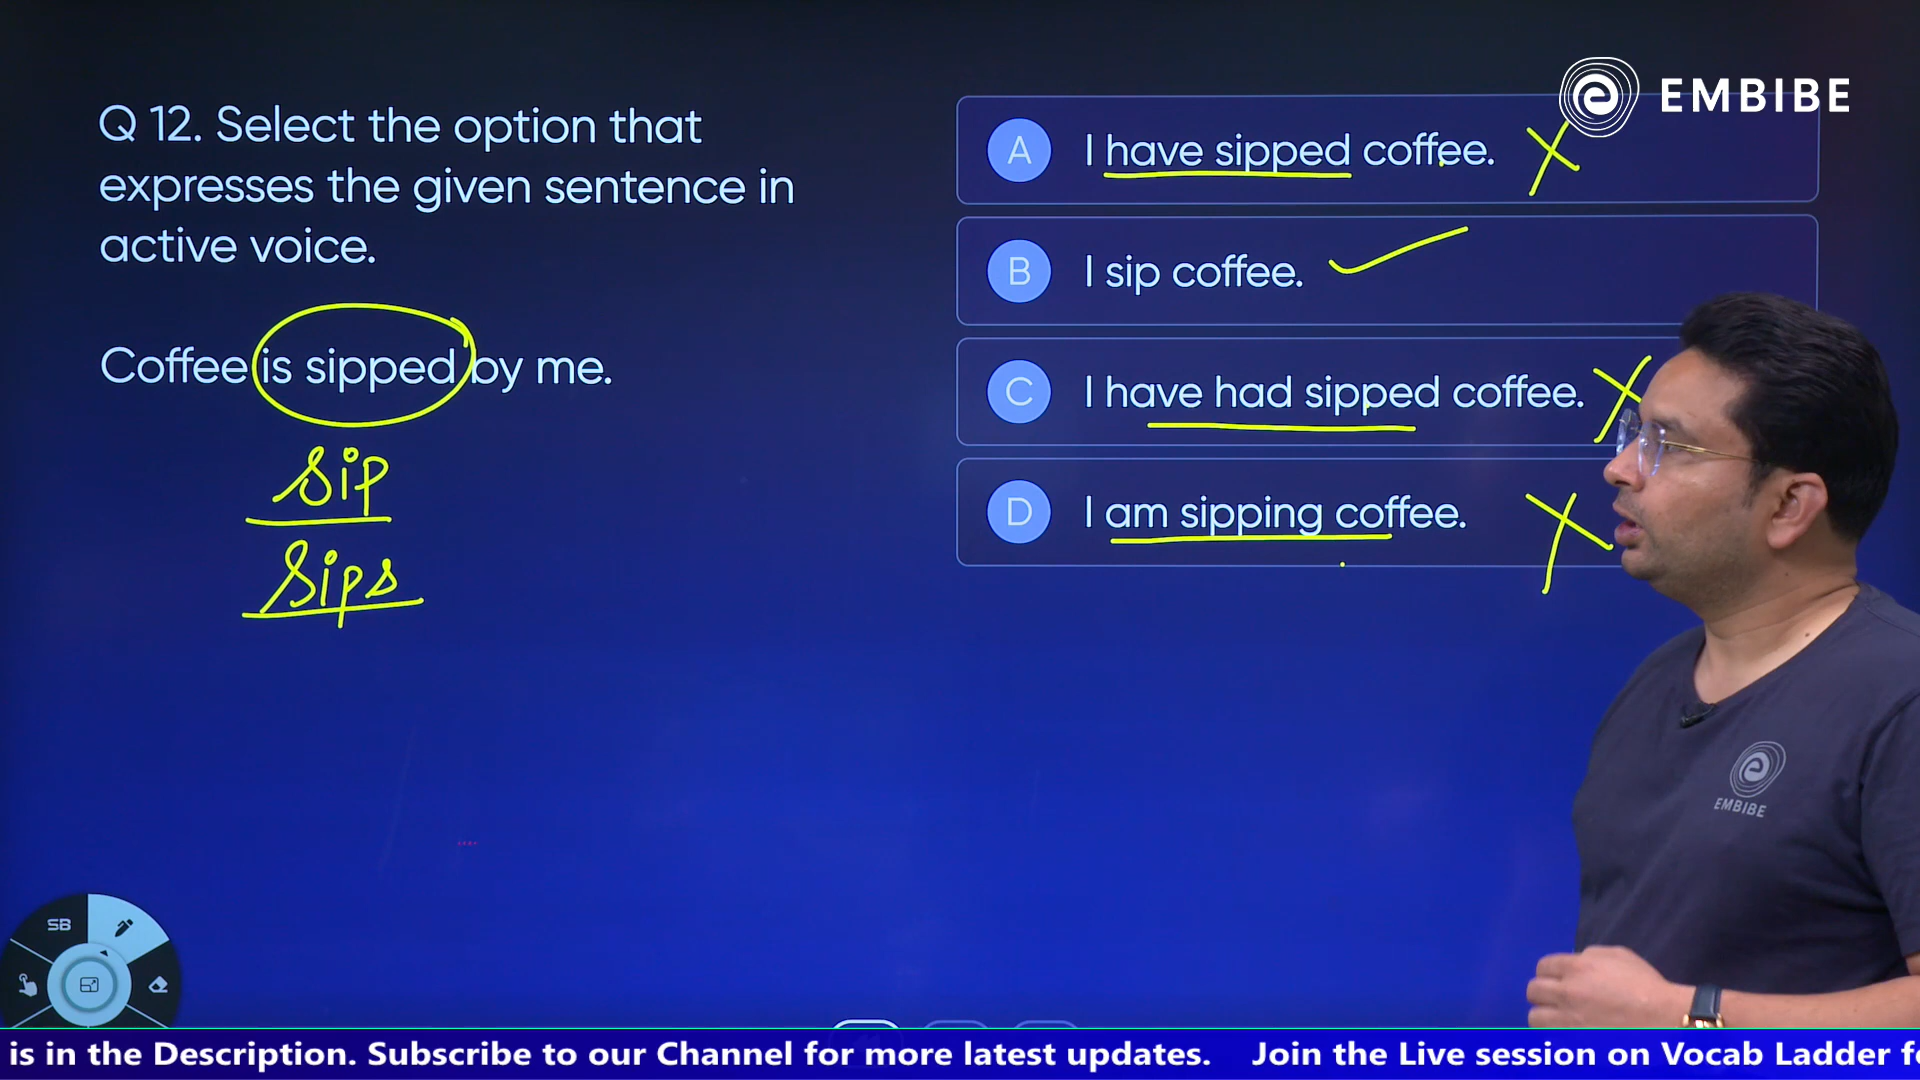 EMBIBE
Q 12. Select the option that
expresses the given sentence in
active voice.
Coffee is sipped by me.
sip
sips
A I have sipped coffee.
B I sip coffee.
C I have had sipped coffee.
D I am sipping coffee.
EMBIBE
SB
is in the Description. Subscribe to our Channel for more latest updates. Join the Live session on Vocab Ladder